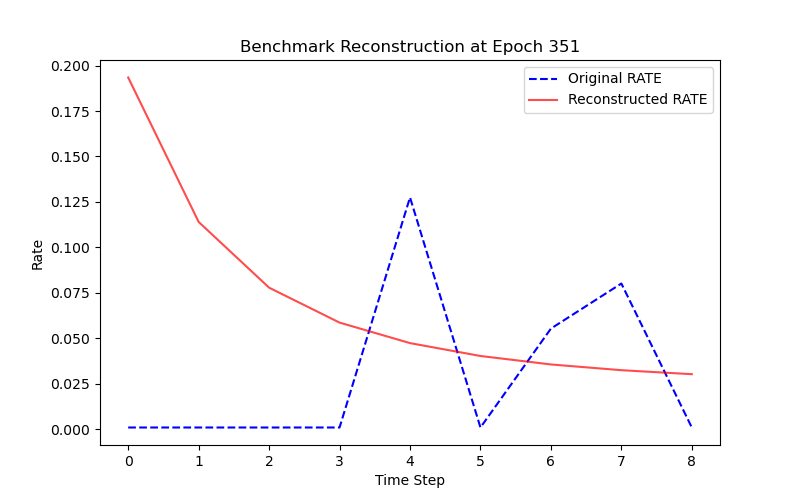 Benchmark Reconstruction at Epoch 351
Original RATE
Reconstructed RATE
Rate
0.200
0.175
0.150
0.125
0.100
0.075
0.050
0.025
0.000
0 1 2 3 4 5 6 7 8
Time Step